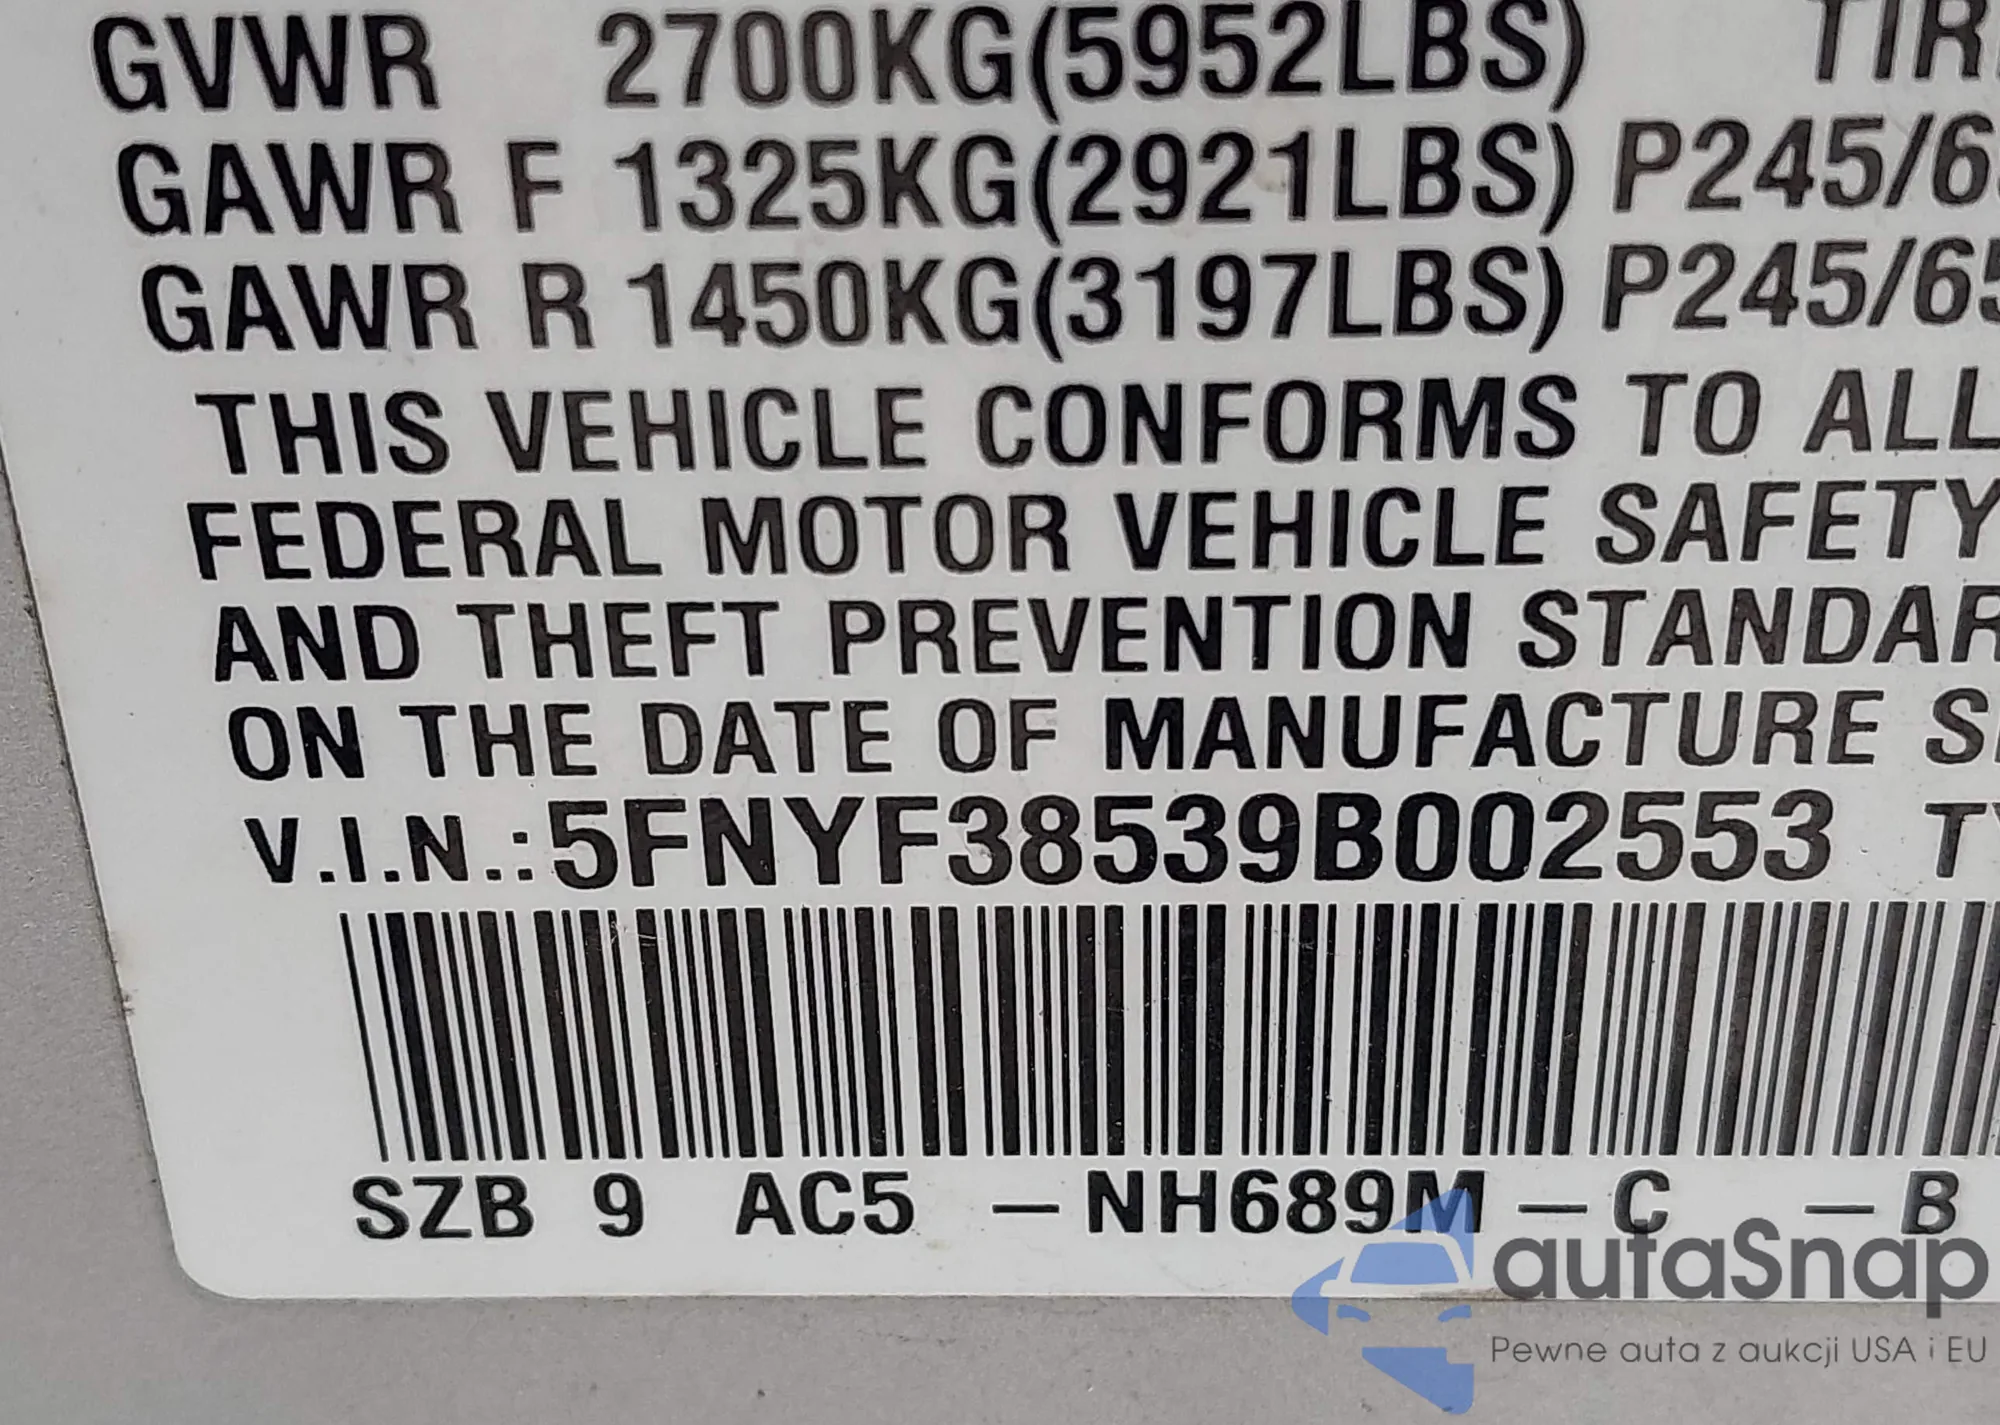 GVWR 2700KG(5952LBS) TIR
GAWR F 1325KG(2921LBS) P245/65
GAWR R 1450KG(3197LBS) P245/65
THIS VEHICLE CONFORMS TO ALL
FEDERAL MOTOR VEHICLE SAFETY
AND THEFT PREVENTION STANDAR
ON THE DATE OF MANUFACTURE S
V.I.N.:5FNYF38539B002553 TY
SZB 9 AC5 –NH689M–C –B
autaSnap
Pewne auta z aukcji USA i EU